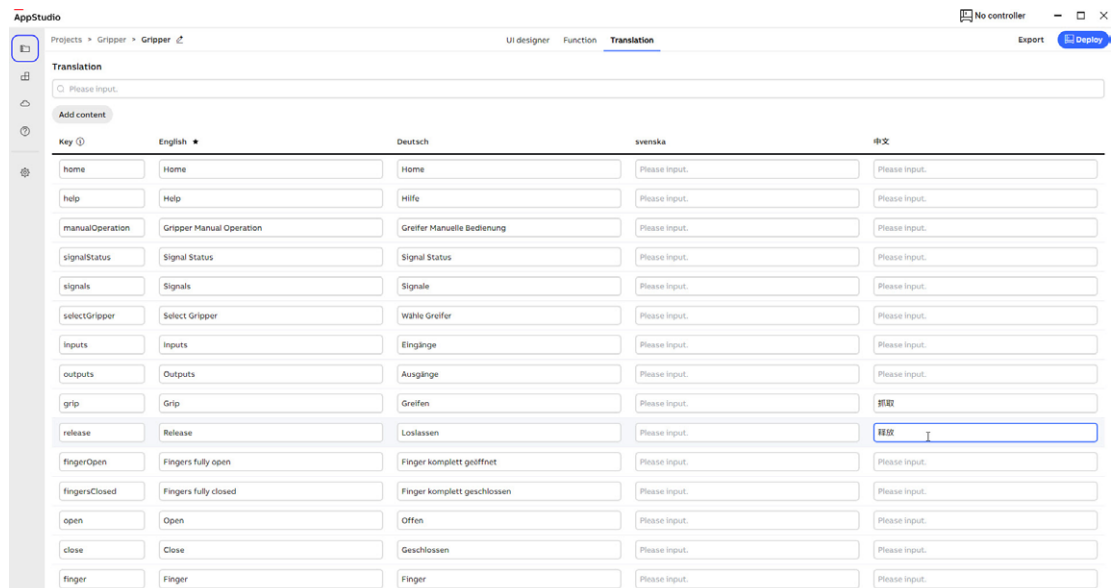 AppStudio
No controller
Projects > Gripper > Gripper
UI designer Function Translation
Export Deploy
Translation
Please input.
Add content
Key English ★ Deutsch svenska 中文
home Home Home Please input. Please input.
help Help Hilfe Please input. Please input.
manualOperation Gripper Manual Operation Greifer Manuelle Bedienung Please input. Please input.
signalStatus Signal Status Signal Status Please input. Please input.
signals Signals Signale Please input. Please input.
selectGripper Select Gripper Wähle Greifer Please input. Please input.
inputs Inputs Eingänge Please input. Please input.
outputs Outputs Ausgänge Please input. Please input.
grip Grip Greifen Please input. 抓取
release Release Loslassen Please input. 释放
fingerOpen Fingers fully open Finger komplett geöffnet Please input. Please input.
fingersClosed Fingers fully closed Finger komplett geschlossen Please input. Please input.
open Open Offen Please input. Please input.
close Close Geschlossen Please input. Please input.
finger Finger Finger Please input. Please input.